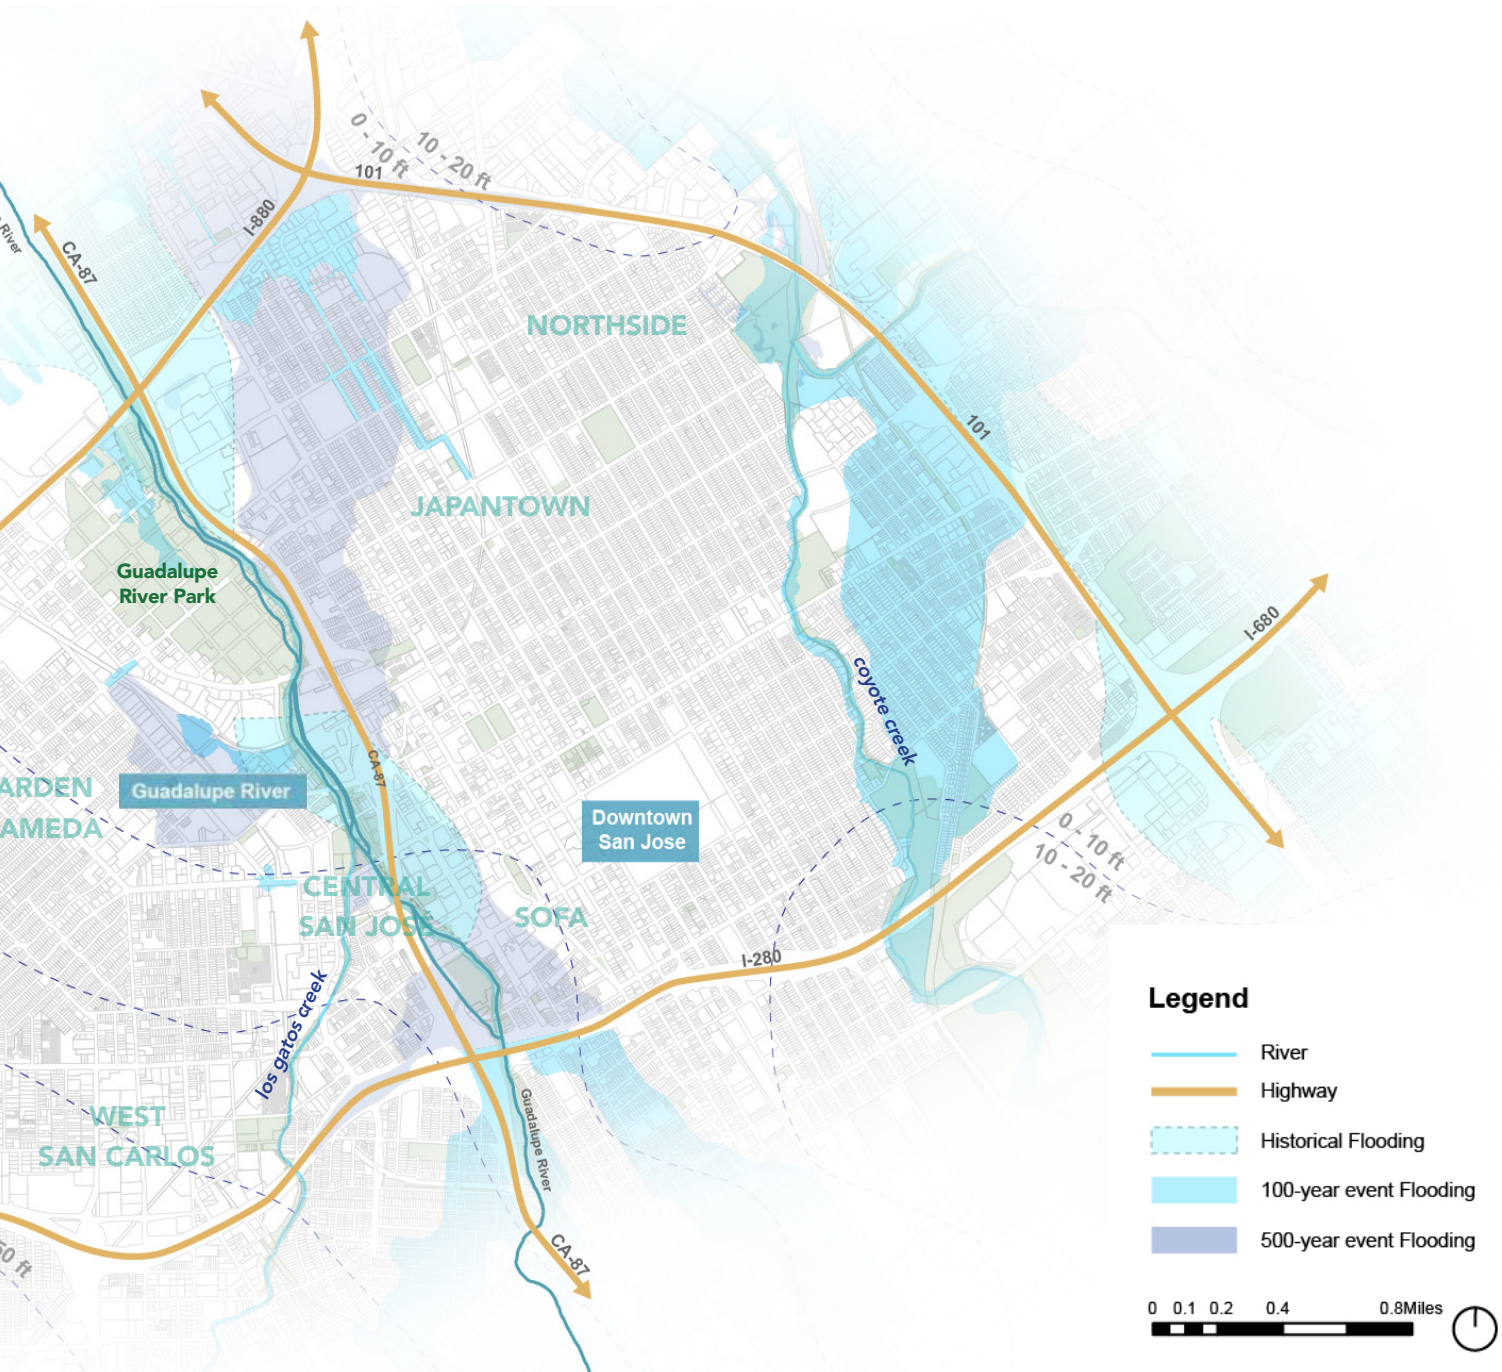 0 - 10 ft
10 - 20 ft
101
I-880
River
CA-87
NORTHSIDE
101
JAPANTOWN
Guadalupe
River Park
I-680
coyote creek
CA-87
ARDEN
AMEDA
Guadalupe River
Downtown
San Jose
0 - 10 ft
10 - 20 ft
CENTRAL
SAN JOSE
SOFA
I-280
los gatos creek
Legend
River
Highway
Historical Flooding
100-year event Flooding
500-year event Flooding
WEST
SAN CARLOS
Guadalupe River
CA-87
50 ft
0 0.1 0.2 0.4 0.8Miles